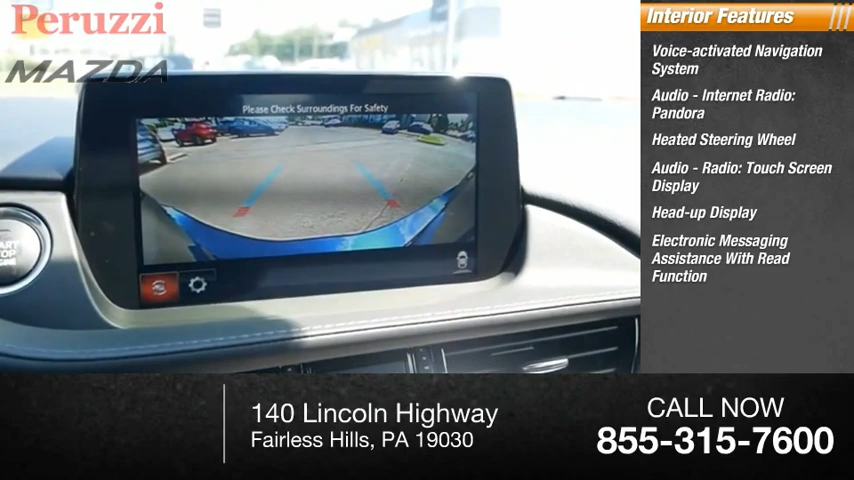 Peruzzi
MAZDA
Please Check Surroundings For Safety
Interior Features
Voice-activated Navigation
System
Audio - Internet Radio:
Pandora
Heated Steering Wheel
Audio - Radio: Touch Screen
Display
Head-up Display
Electronic Messaging
Assistance With Read
Function
140 Lincoln Highway
Fairless Hills, PA 19030
CALL NOW
855-315-7600